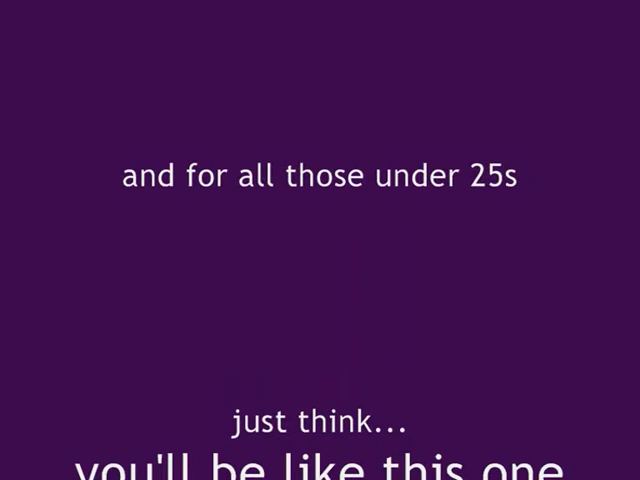 and for all those under 25s
just think...
you'll be like this one